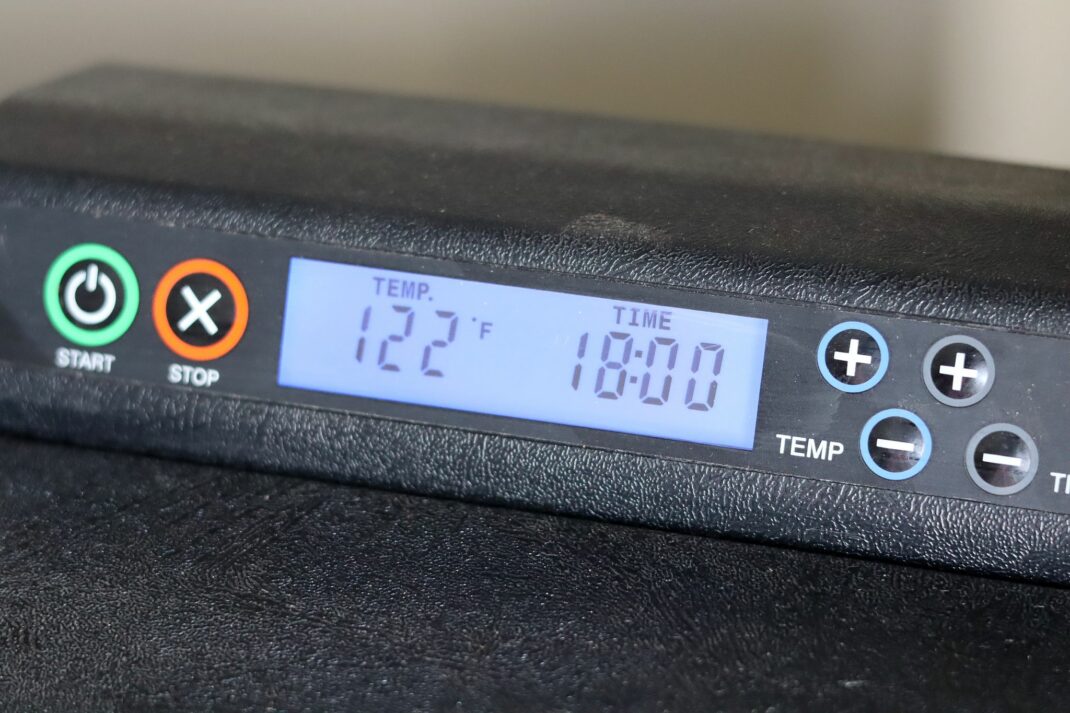 START
STOP
TEMP.
122 °F
TIME
18:00
TEMP